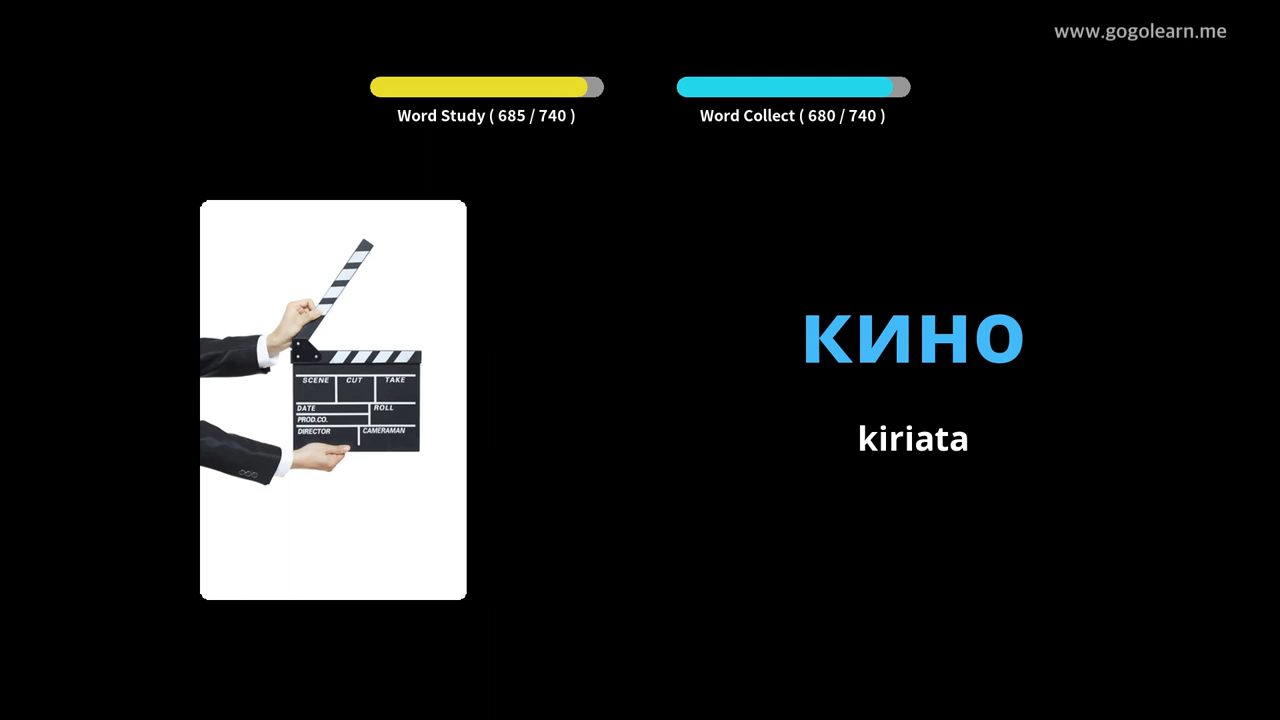 www.gogolearn.me
Word Study ( 685 / 740 )
Word Collect ( 680 / 740 )
SCENE CUT TAKE
DATE ROLL
PROD.CO.
DIRECTOR CAMERAMAN
кино
kiriata